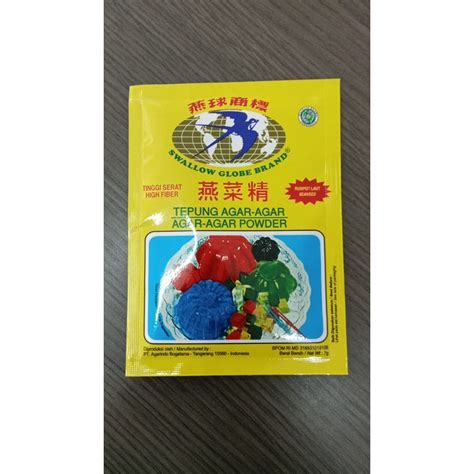 燕球商標
SWALLOW GLOBE BRAND®
TINGGI SERAT
HIGH FIBER
燕菜精
RUMPUT LAUT
SEAWEED
TEPUNG AGAR-AGAR
AGAR-AGAR POWDER
Diproduksi oleh / Manufactured by :
PT. Agarindo Bogatama - Tangerang 15560 - Indonesia
Berat Bersih / Net Wt : 7g